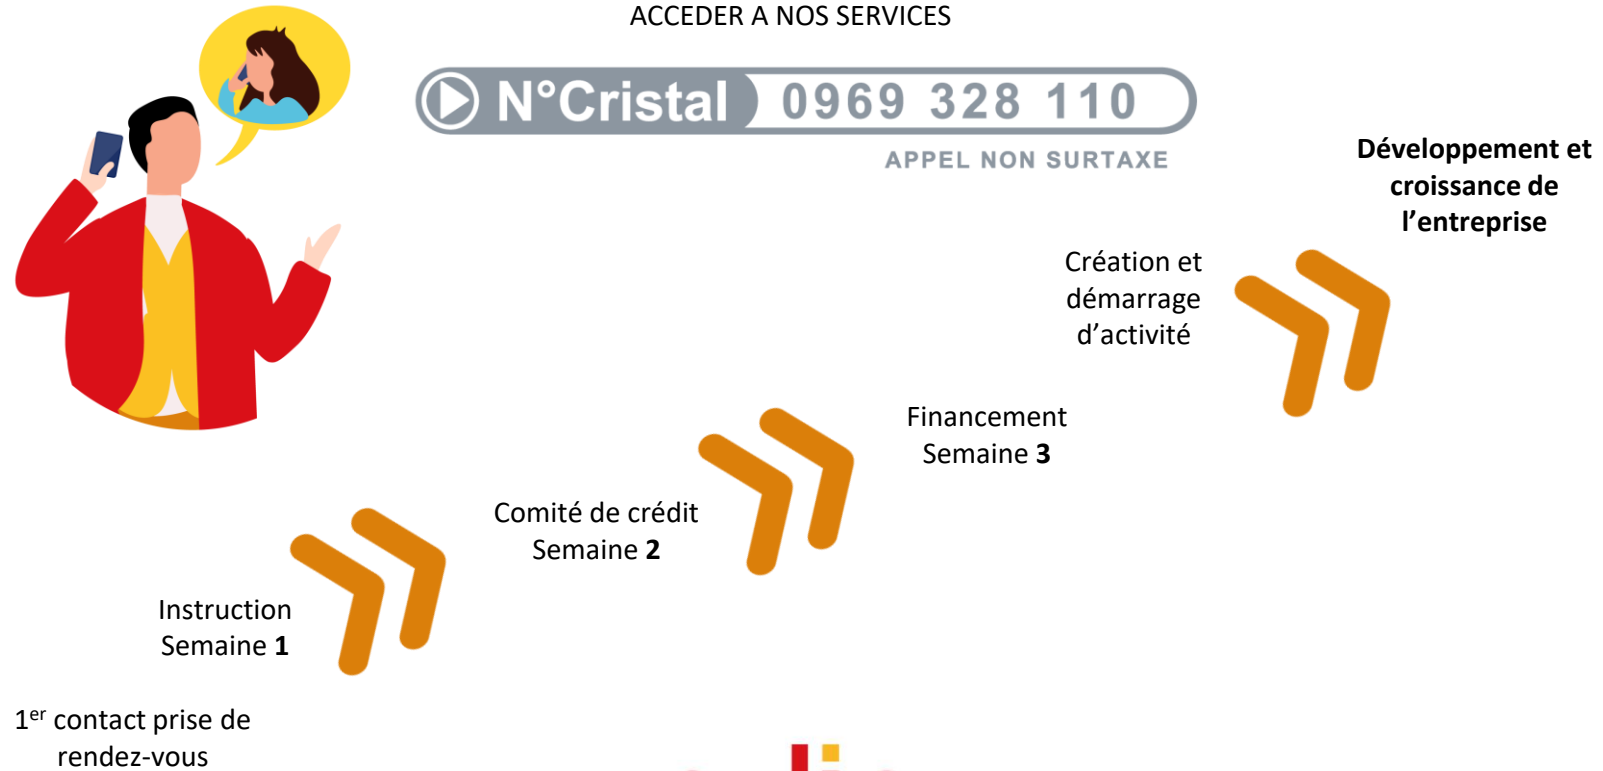 ACCEDER A NOS SERVICES
N°Cristal 0969 328 110
APPEL NON SURTAXE
Développement et
croissance de
l’entreprise
Création et
démarrage
d’activité
Financement
Semaine 3
Comité de crédit
Semaine 2
Instruction
Semaine 1
1er contact prise de
rendez-vous